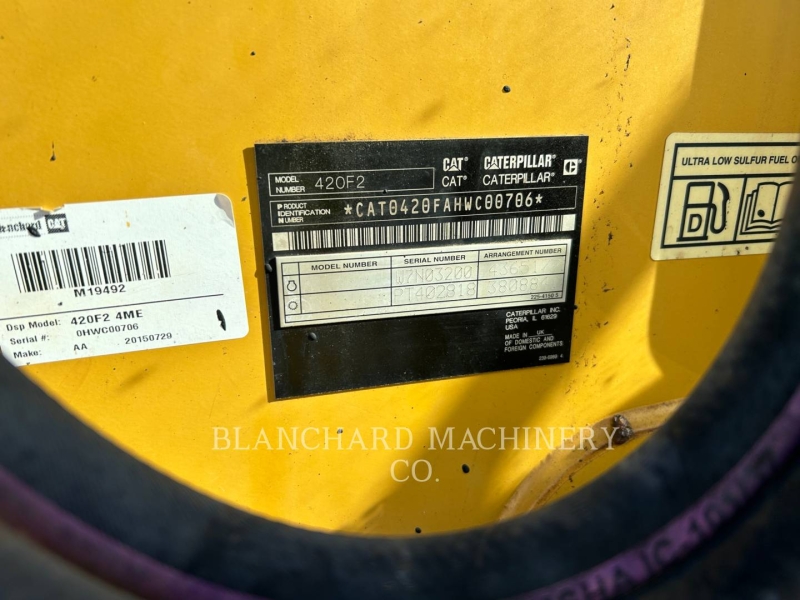 CAT CATERPILLAR
CAT CATERPILLAR
MODEL NUMBER 420F2
PRODUCT IDENTIFICATION NUMBER *CAT0420FAHWC00706*
MODEL NUMBER SERIAL NUMBER ARRANGEMENT NUMBER
CATERPILLAR INC.
PEORIA, IL 61629
USA
MADE IN UK
OF DOMESTIC AND
FOREIGN COMPONENTS
CAT
M19492
Dsp Model: 420F2 4ME
Serial #: 0HWC00706
Make: AA 20150729
ULTRA LOW SULFUR FUEL
D
BLANCHARD MACHINERY
CO.